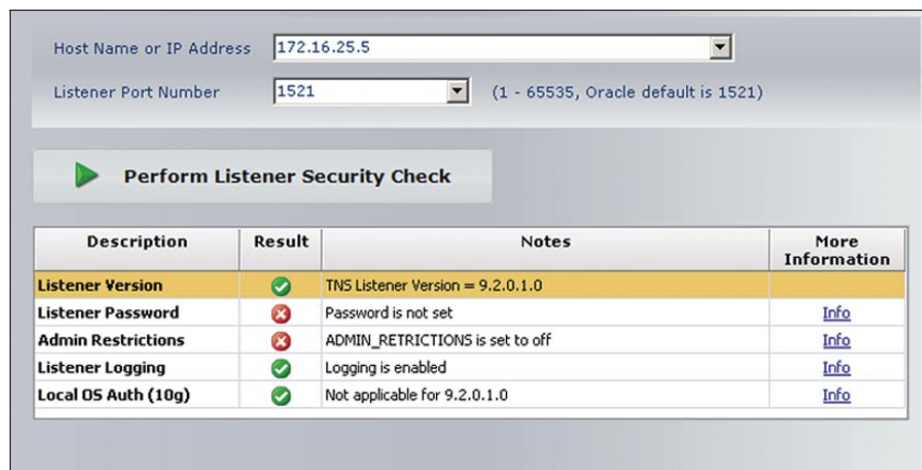 Host Name or IP Address 172.16.25.5
Listener Port Number 1521 (1 - 65535, Oracle default is 1521)
Perform Listener Security Check
Description Result Notes More Information
Listener Version TNS Listener Version = 9.2.0.1.0
Listener Password Password is not set Info
Admin Restrictions ADMIN_RETRICTIONS is set to off Info
Listener Logging Logging is enabled Info
Local OS Auth (10g) Not applicable for 9.2.0.1.0 Info